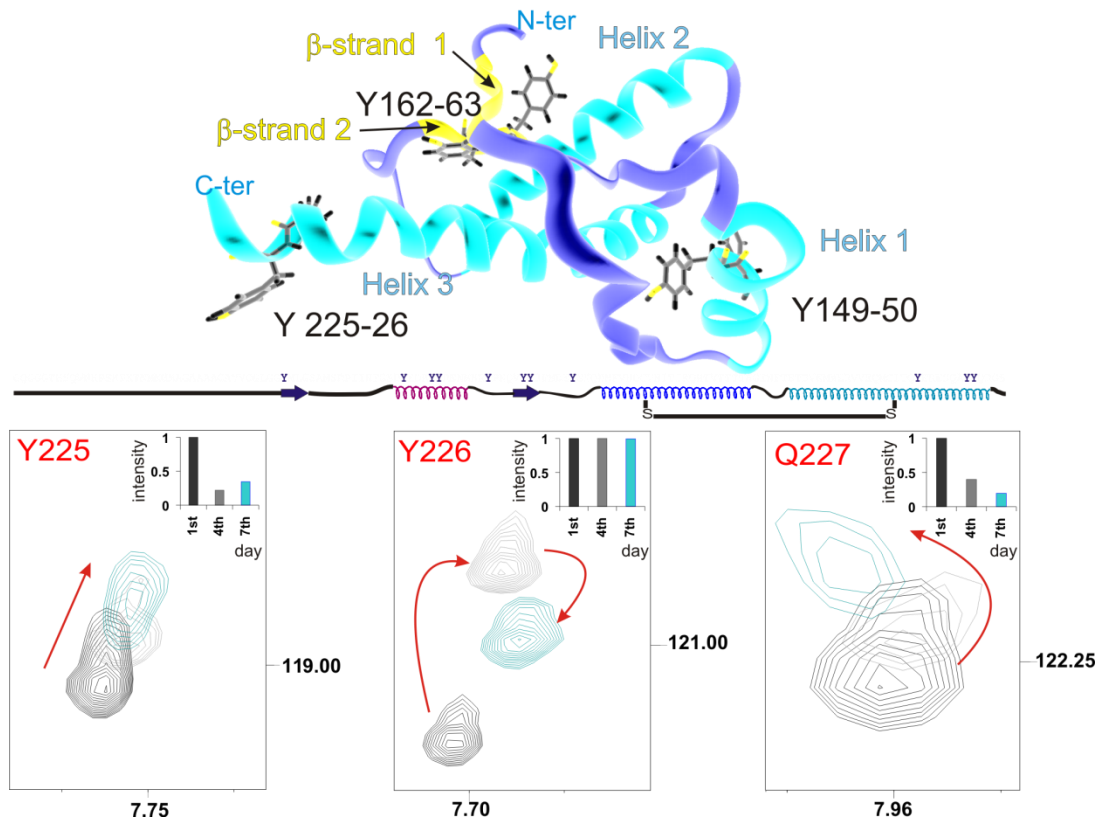 N-ter
β-strand 1
Helix 2
Y162-63
β-strand 2
C-ter
Helix 1
Helix 3
Y149-50
Y 225-26
Y Y YY Y YY Y Y YY
S S
Y225
intensity
1
0.5
0
1st 4th 7th
day
119.00
7.75
Y226
intensity
1
0.5
0
1st 4th 7th
day
121.00
7.70
Q227
intensity
1
0.5
0
1st 4th 7th
day
122.25
7.96